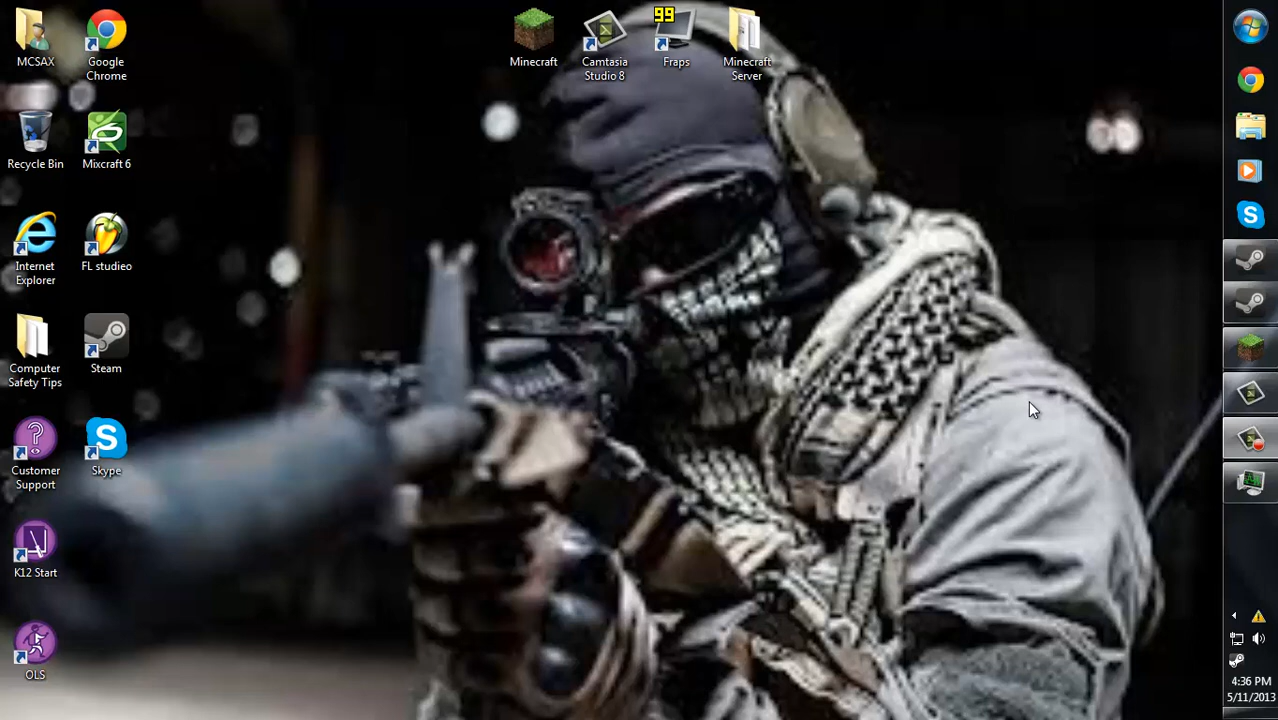 MCSAX
Google
Chrome
Minecraft
Camtasia
Studio 8
99
Fraps
Minecraft
Server
Recycle Bin
Mixcraft 6
Internet
Explorer
FL studieo
Computer
Safety Tips
Steam
Customer
Support
Skype
K12 Start
OLS
4:36 PM
5/11/2013